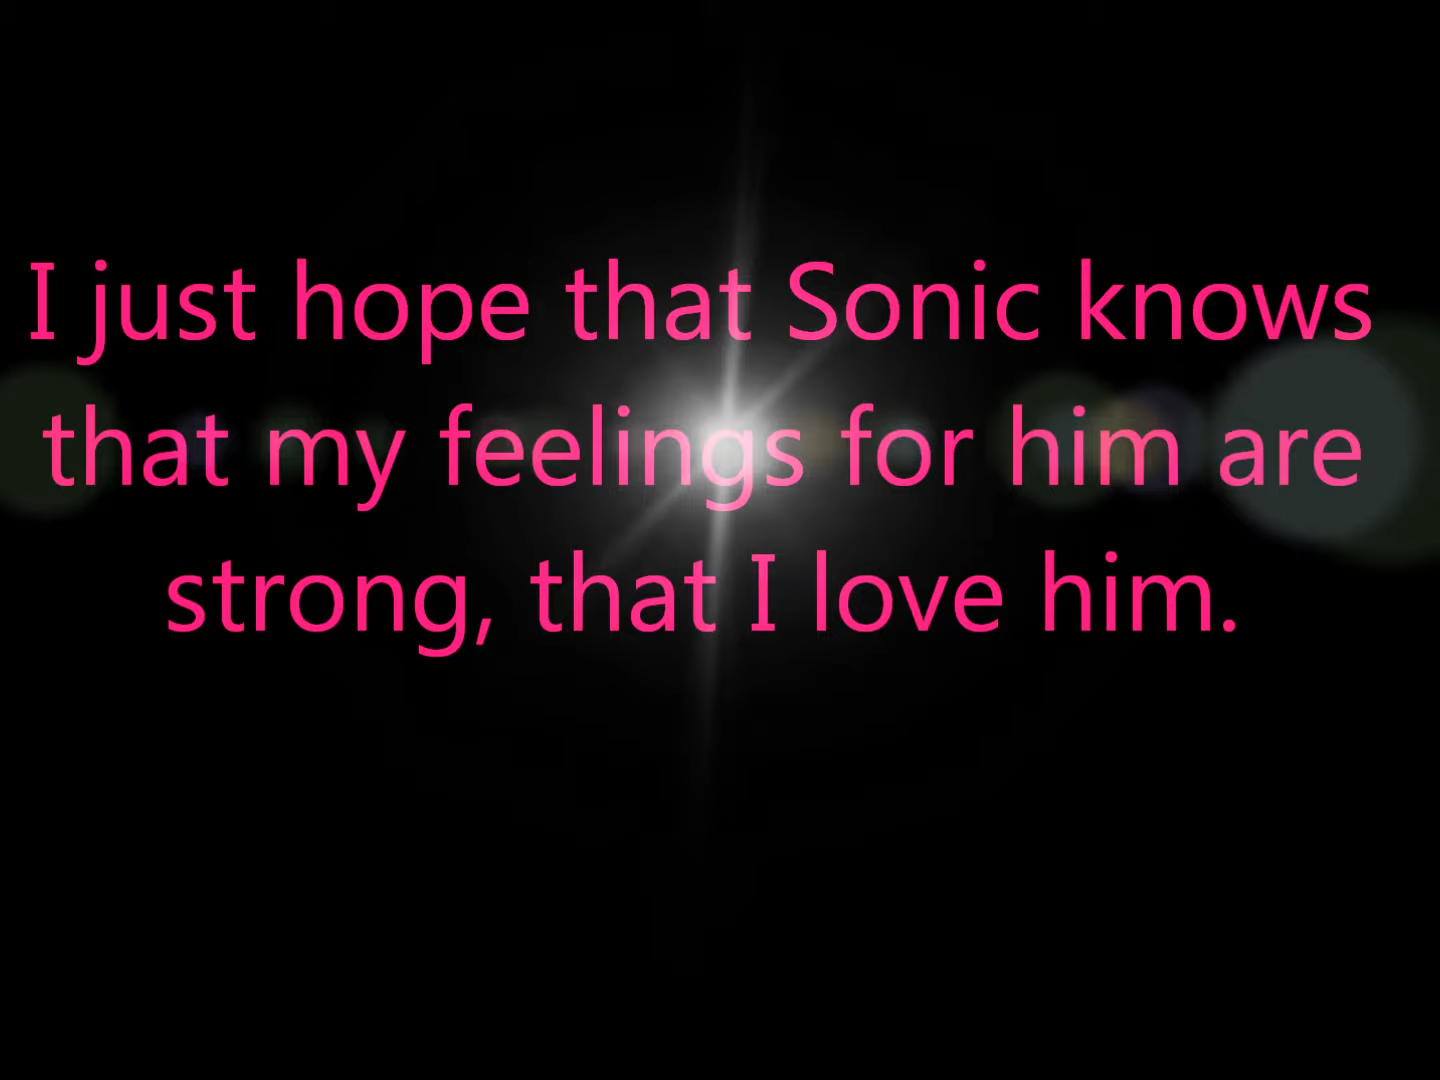 I just hope that Sonic knows
that my feelings for him are
strong, that I love him.